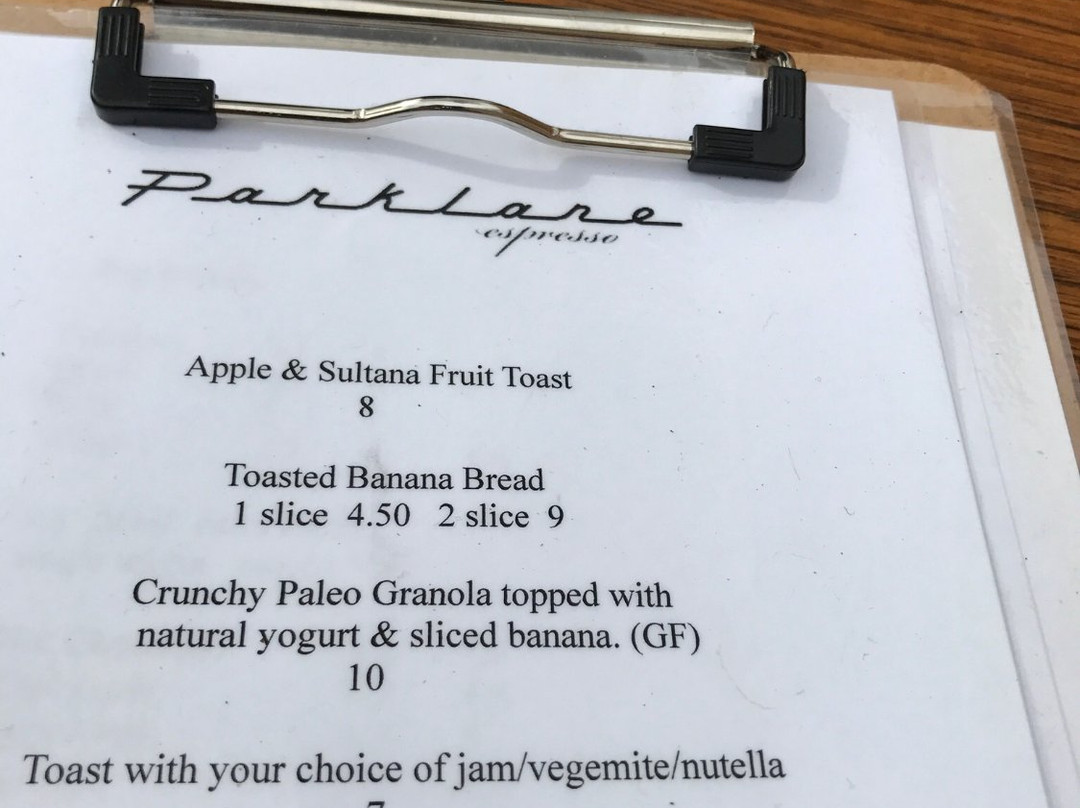 Parklane
espresso
Apple & Sultana Fruit Toast
8
Toasted Banana Bread
1 slice 4.50 2 slice 9
Crunchy Paleo Granola topped with
natural yogurt & sliced banana. (GF)
10
Toast with your choice of jam/vegemite/nutella